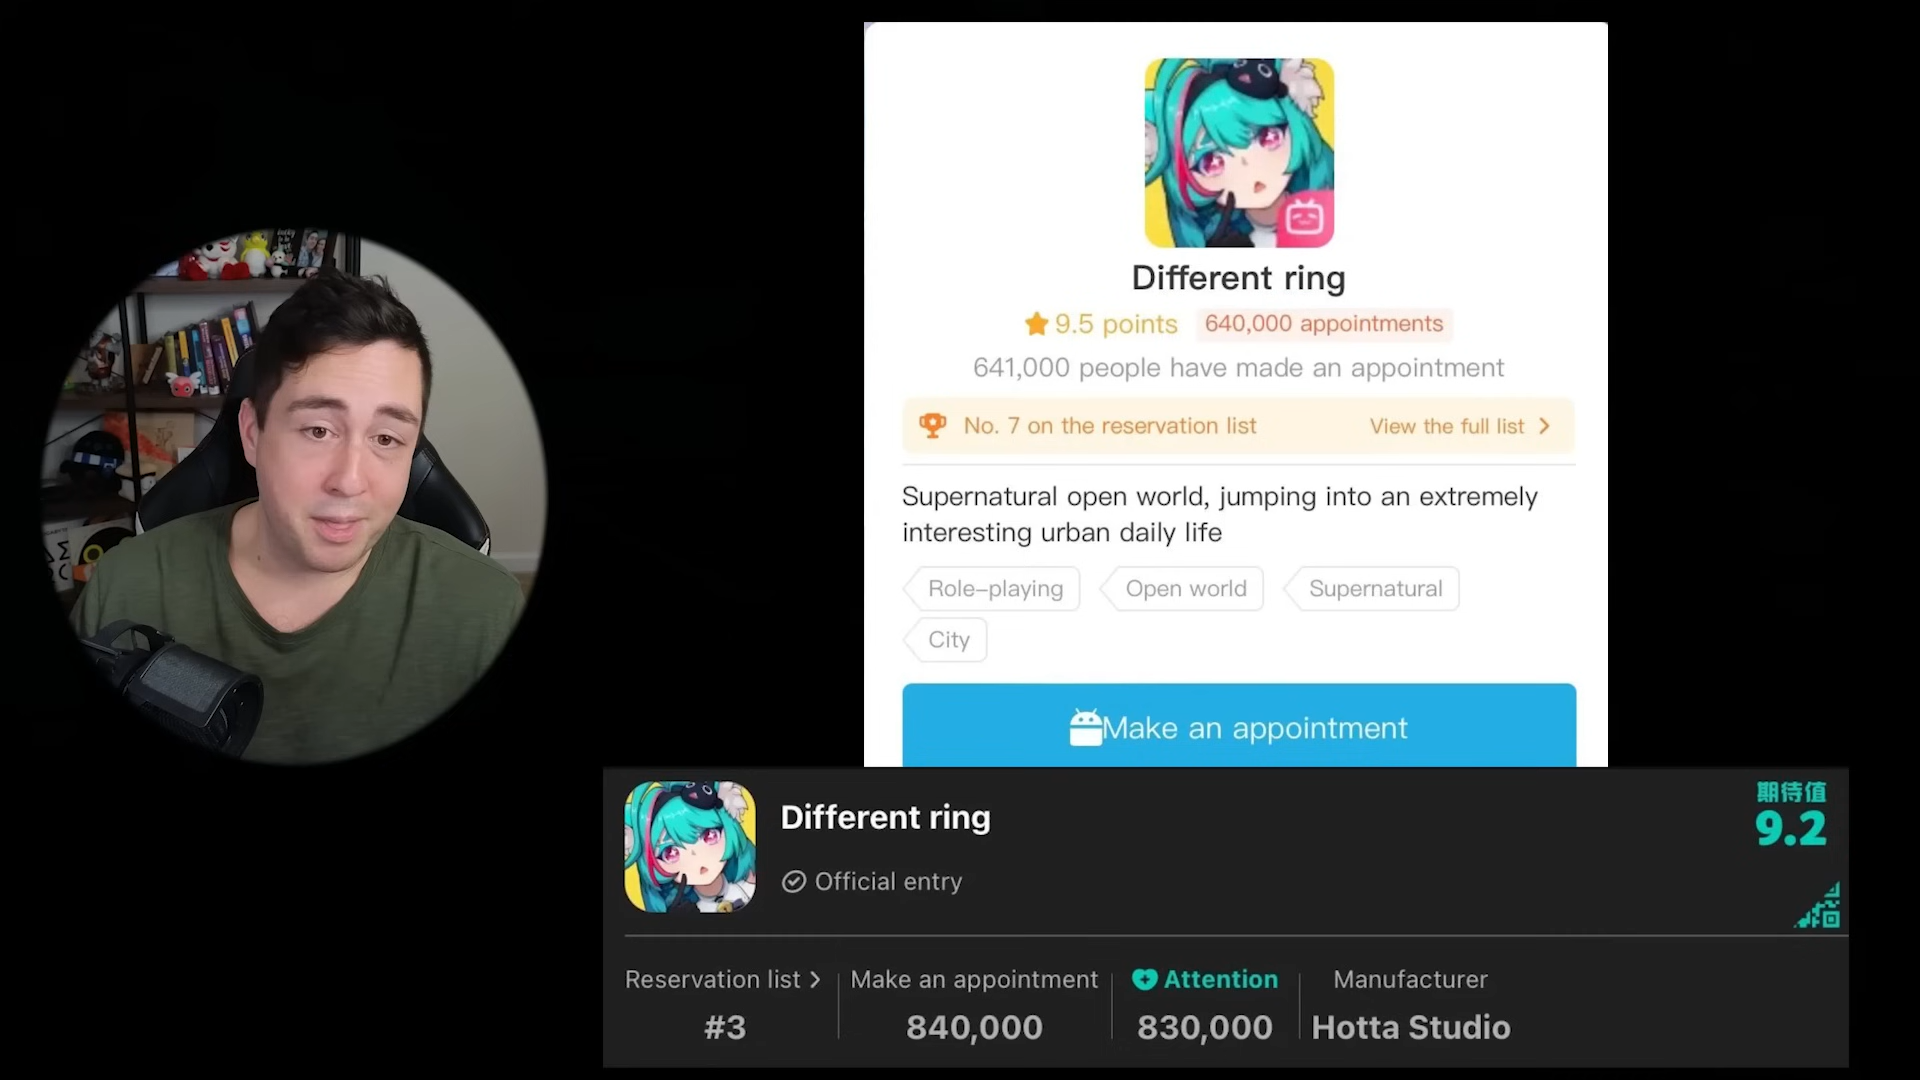 Different ring
9.5 points
640,000 appointments
641,000 people have made an appointment
No. 7 on the reservation list
View the full list
Supernatural open world, jumping into an extremely
interesting urban daily life
Role-playing
Open world
Supernatural
City
Make an appointment
Different ring
Official entry
期待值
9.2
Reservation list
#3
Make an appointment
840,000
Attention
830,000
Manufacturer
Hotta Studio